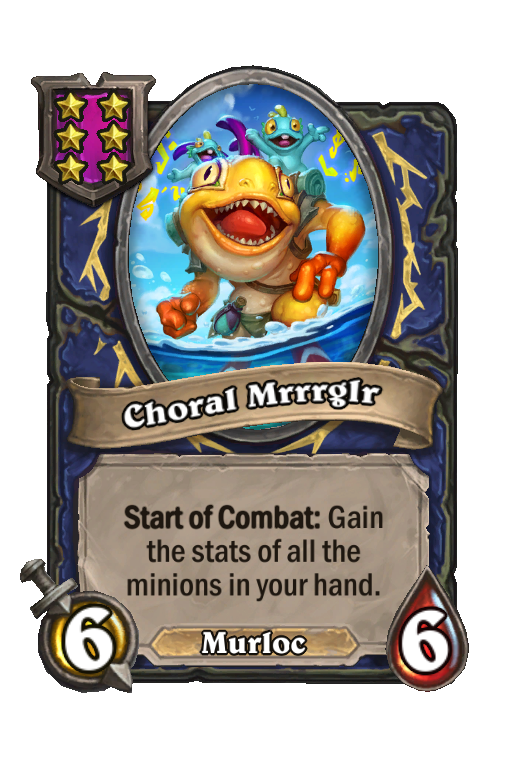 Choral Mrrrglr
Start of Combat: Gain
the stats of all the
minions in your hand.
6
Murloc
6